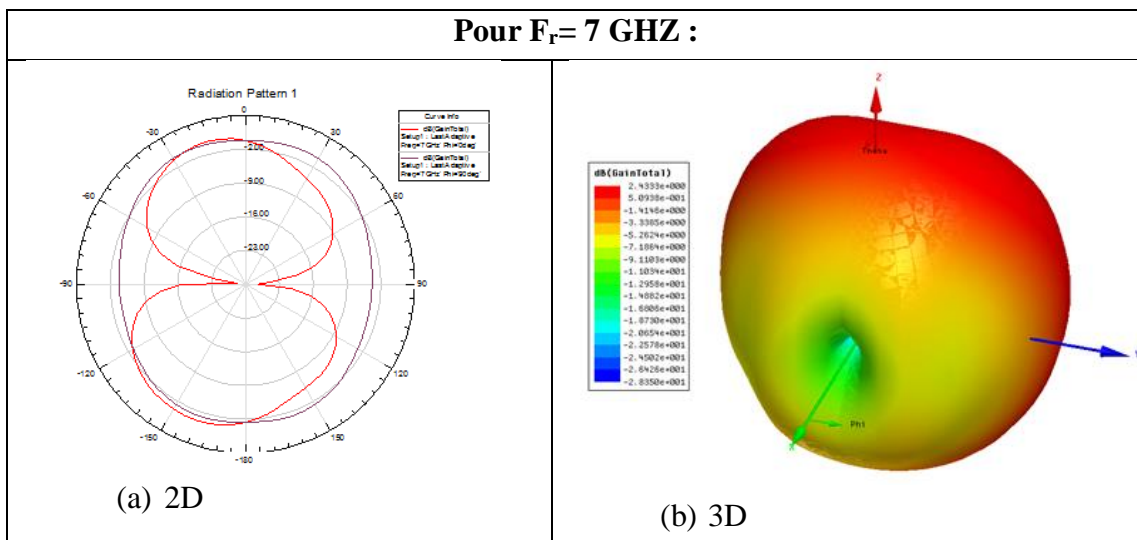 Pour Fr= 7 GHZ :
Radiation Pattern 1
Curve Info
dB(GainTotal)
Setup1 : LastAdaptive
Freq='7GHz' Phi='0deg'
dB(GainTotal)
Setup1 : LastAdaptive
Freq='7GHz' Phi='90deg'
0
-30
30
-60
60
-90
90
-120
120
-150
150
-180
-2.00
-9.00
-16.00
-23.00
(a) 2D
dB(GainTotal)
2.4333e+000
5.0938e-001
-1.4146e+000
-3.3385e+000
-5.2624e+000
-7.1864e+000
-9.1103e+000
-1.1034e+001
-1.2958e+001
-1.4882e+001
-1.6806e+001
-1.8730e+001
-2.0654e+001
-2.2578e+001
-2.4502e+001
-2.6426e+001
-2.8350e+001
Z
Theta
Phi
X
(b) 3D